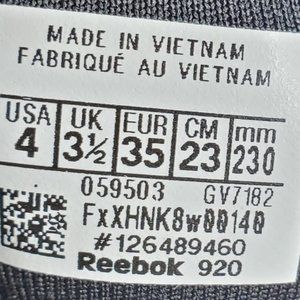 MADE IN VIETNAM
FABRIQUÉ AU VIETNAM
USA UK EUR CM mm
4 3½ 35 23 230
059503 GV7182
FxXHNK8w00140
#126489460
Reebok 920